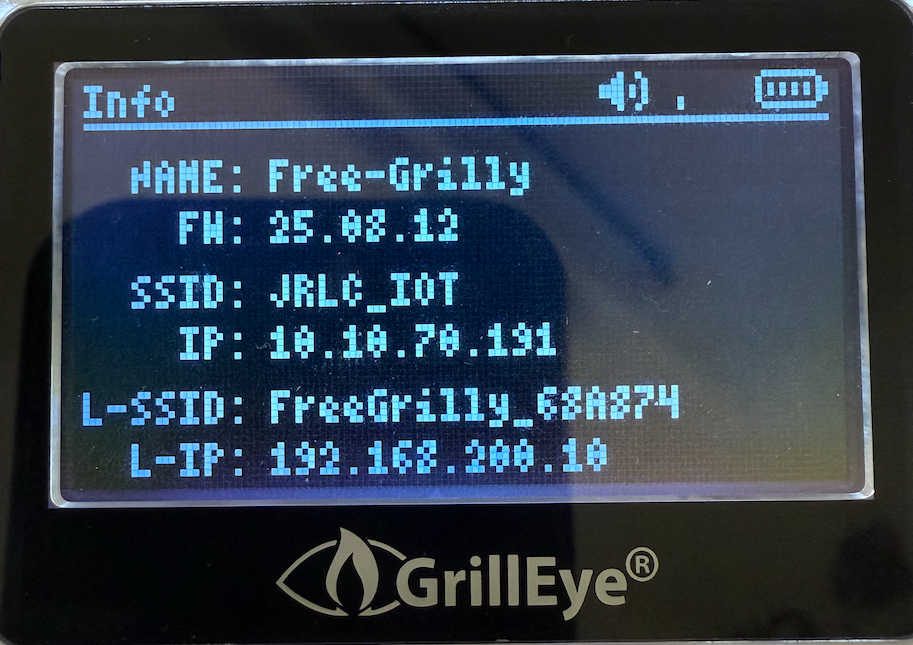 Info
NAME: Free-Grilly
FW: 25.08.12
SSID: JRLC_IOT
IP: 10.10.70.191
L-SSID: FreeGrilly_68A874
L-IP: 192.168.200.10
GrillEye®